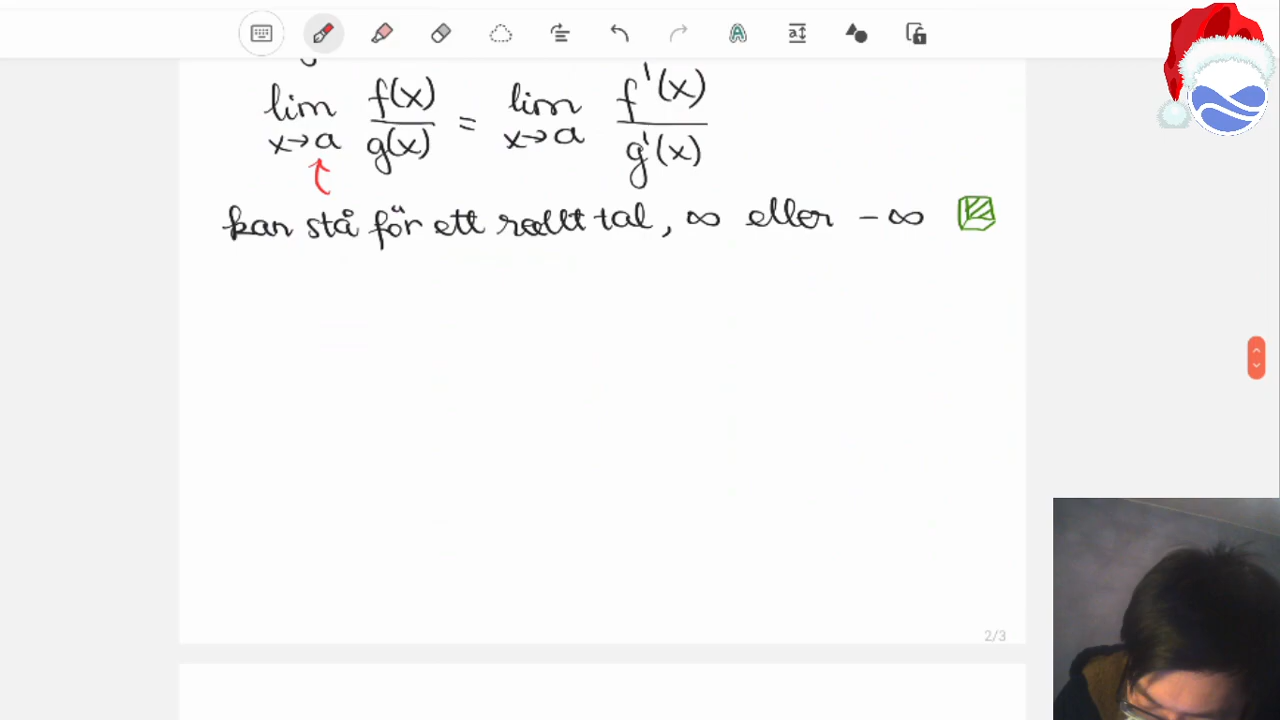 lim x→a f(x)/g(x) = lim x→a f'(x)/g'(x)
kan stå för ett reellt tal, ∞ eller -∞
2/3